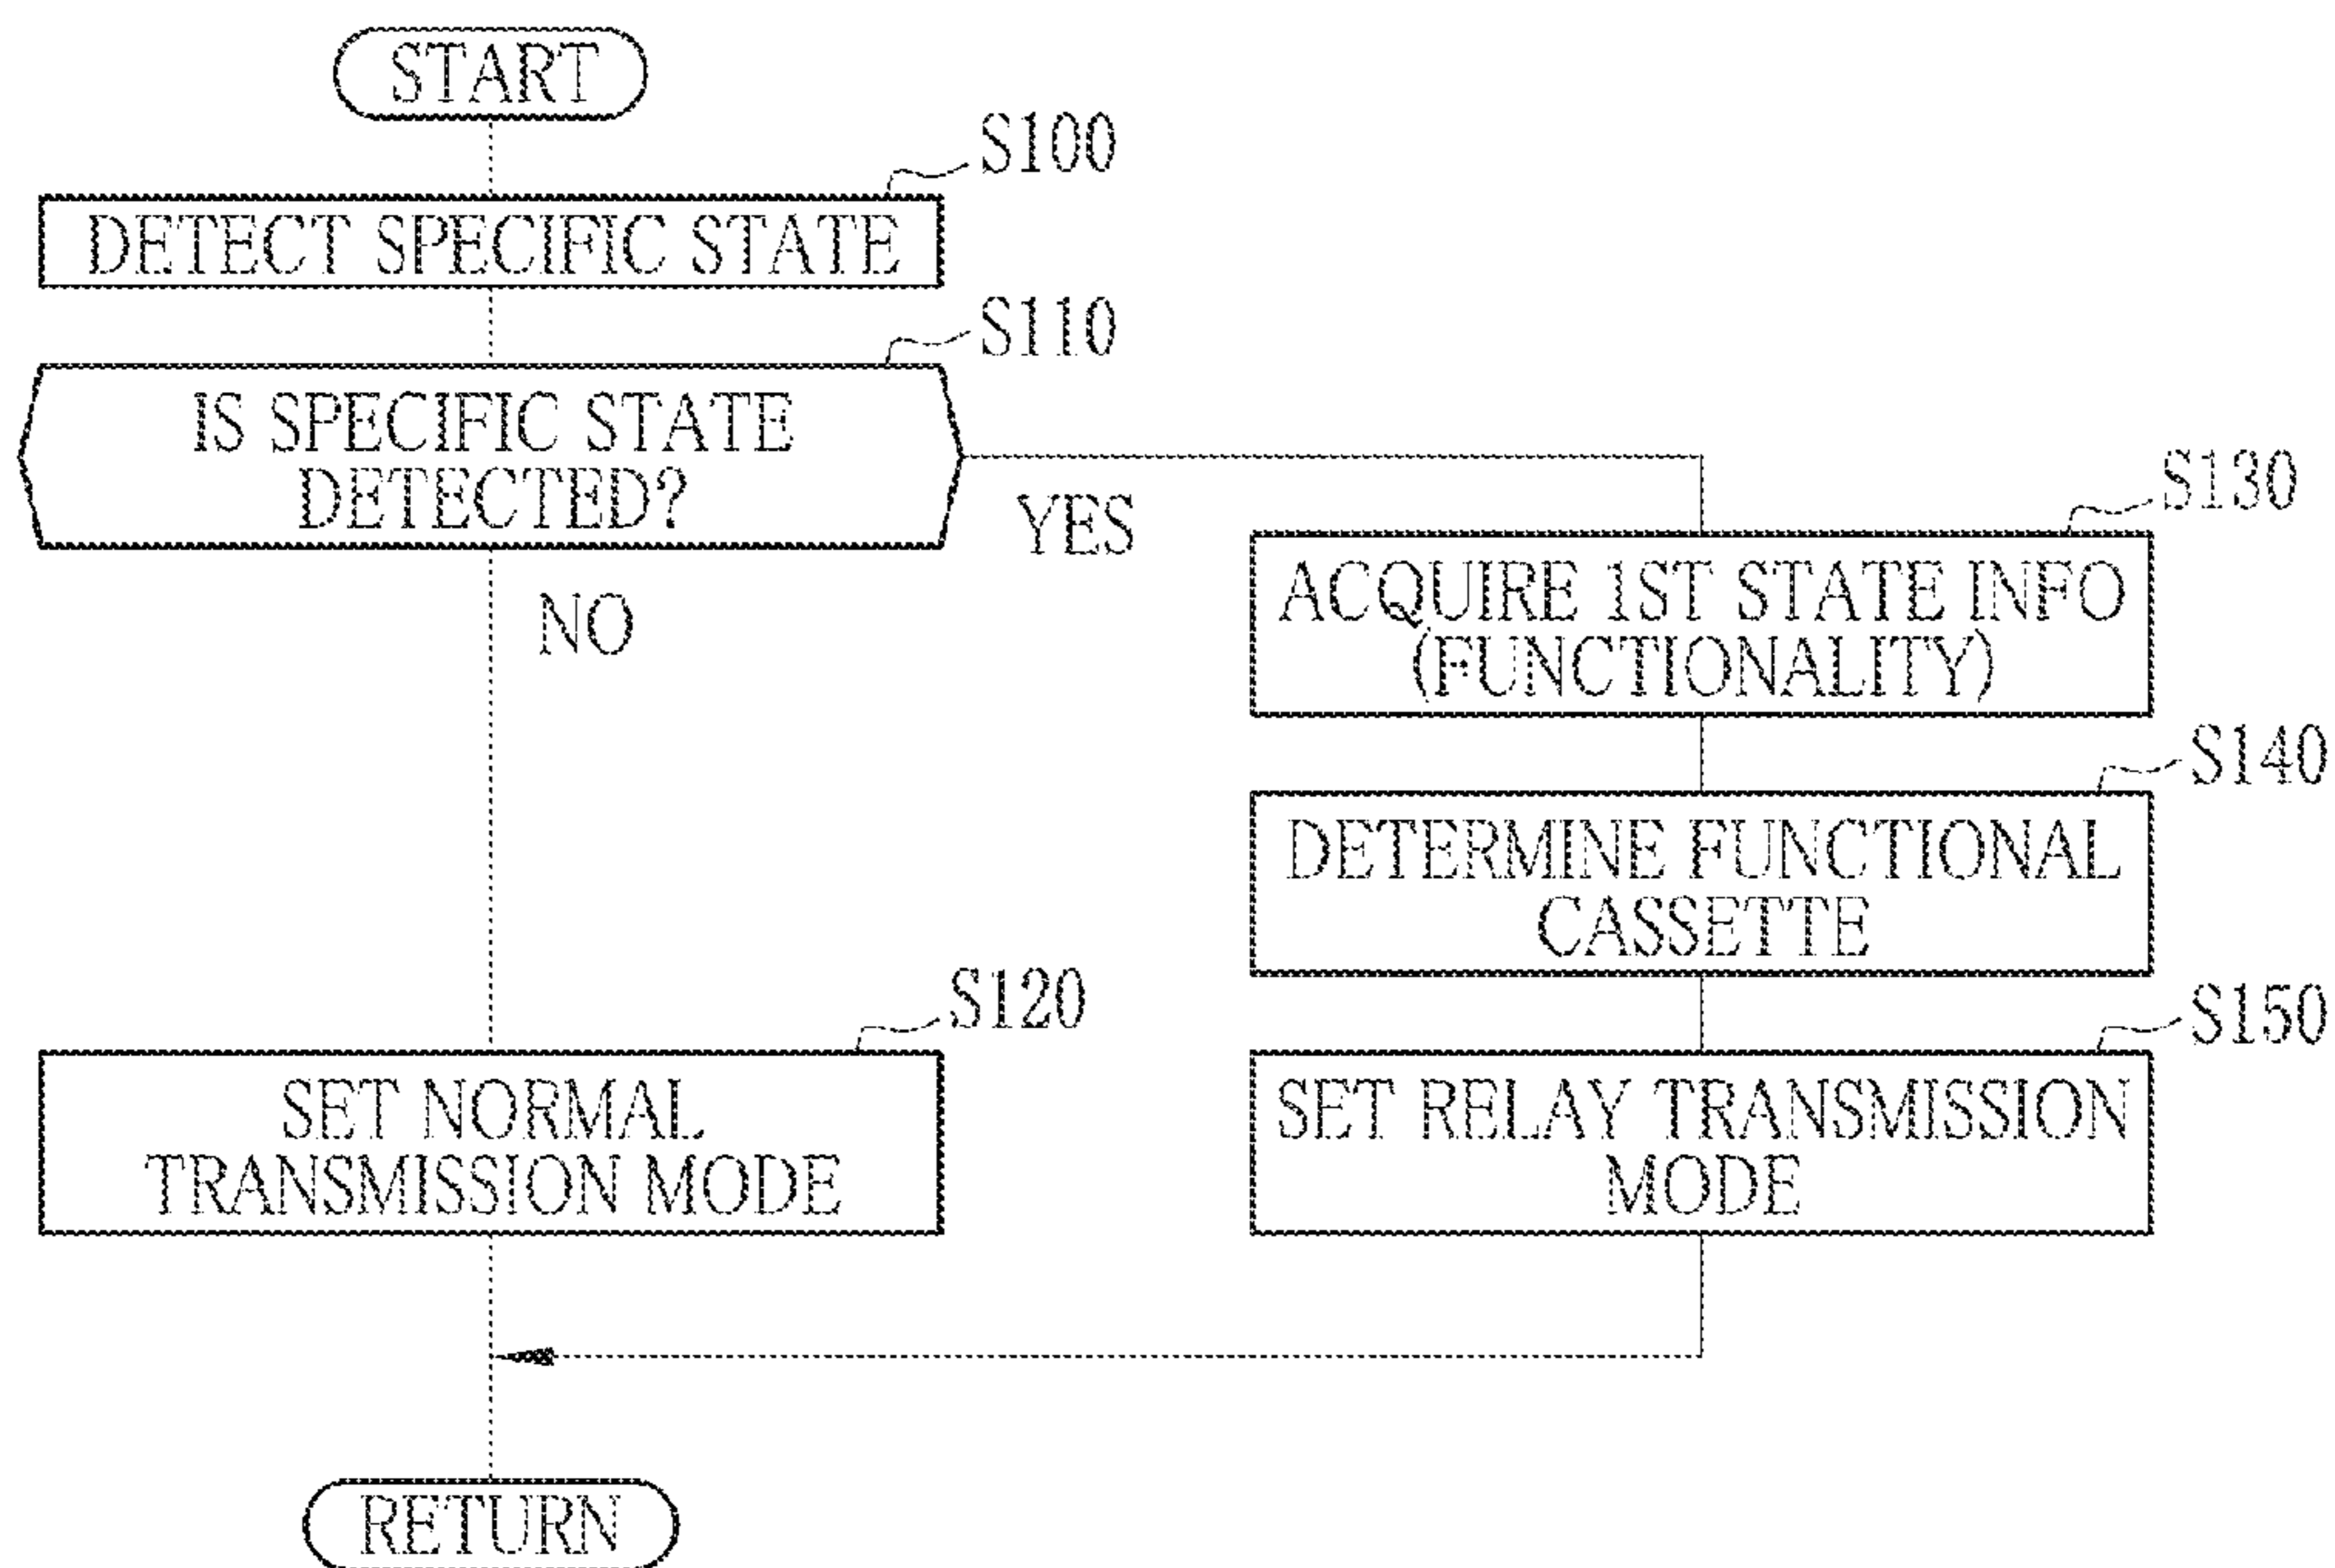 START
S100
DETECT SPECIFIC STATE
S110
IS SPECIFIC STATE
DETECTED?
YES
NO
S130
ACQUIRE 1ST STATE INFO
(FUNCTIONALITY)
S140
DETERMINE FUNCTIONAL
CASSETTE
S120
SET NORMAL
TRANSMISSION MODE
S150
SET RELAY TRANSMISSION
MODE
RETURN